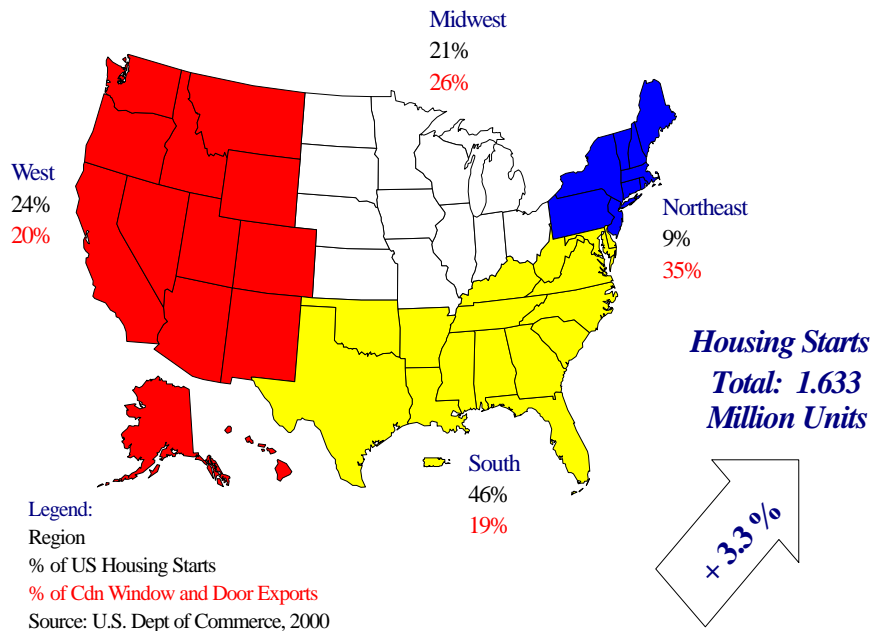 Midwest
21%
26%
West
24%
20%
Northeast
9%
35%
Housing Starts
Total: 1.633
Million Units
South
46%
19%
+ 3.3 %
Legend:
Region
% of US Housing Starts
% of Cdn Window and Door Exports
Source: U.S. Dept of Commerce, 2000